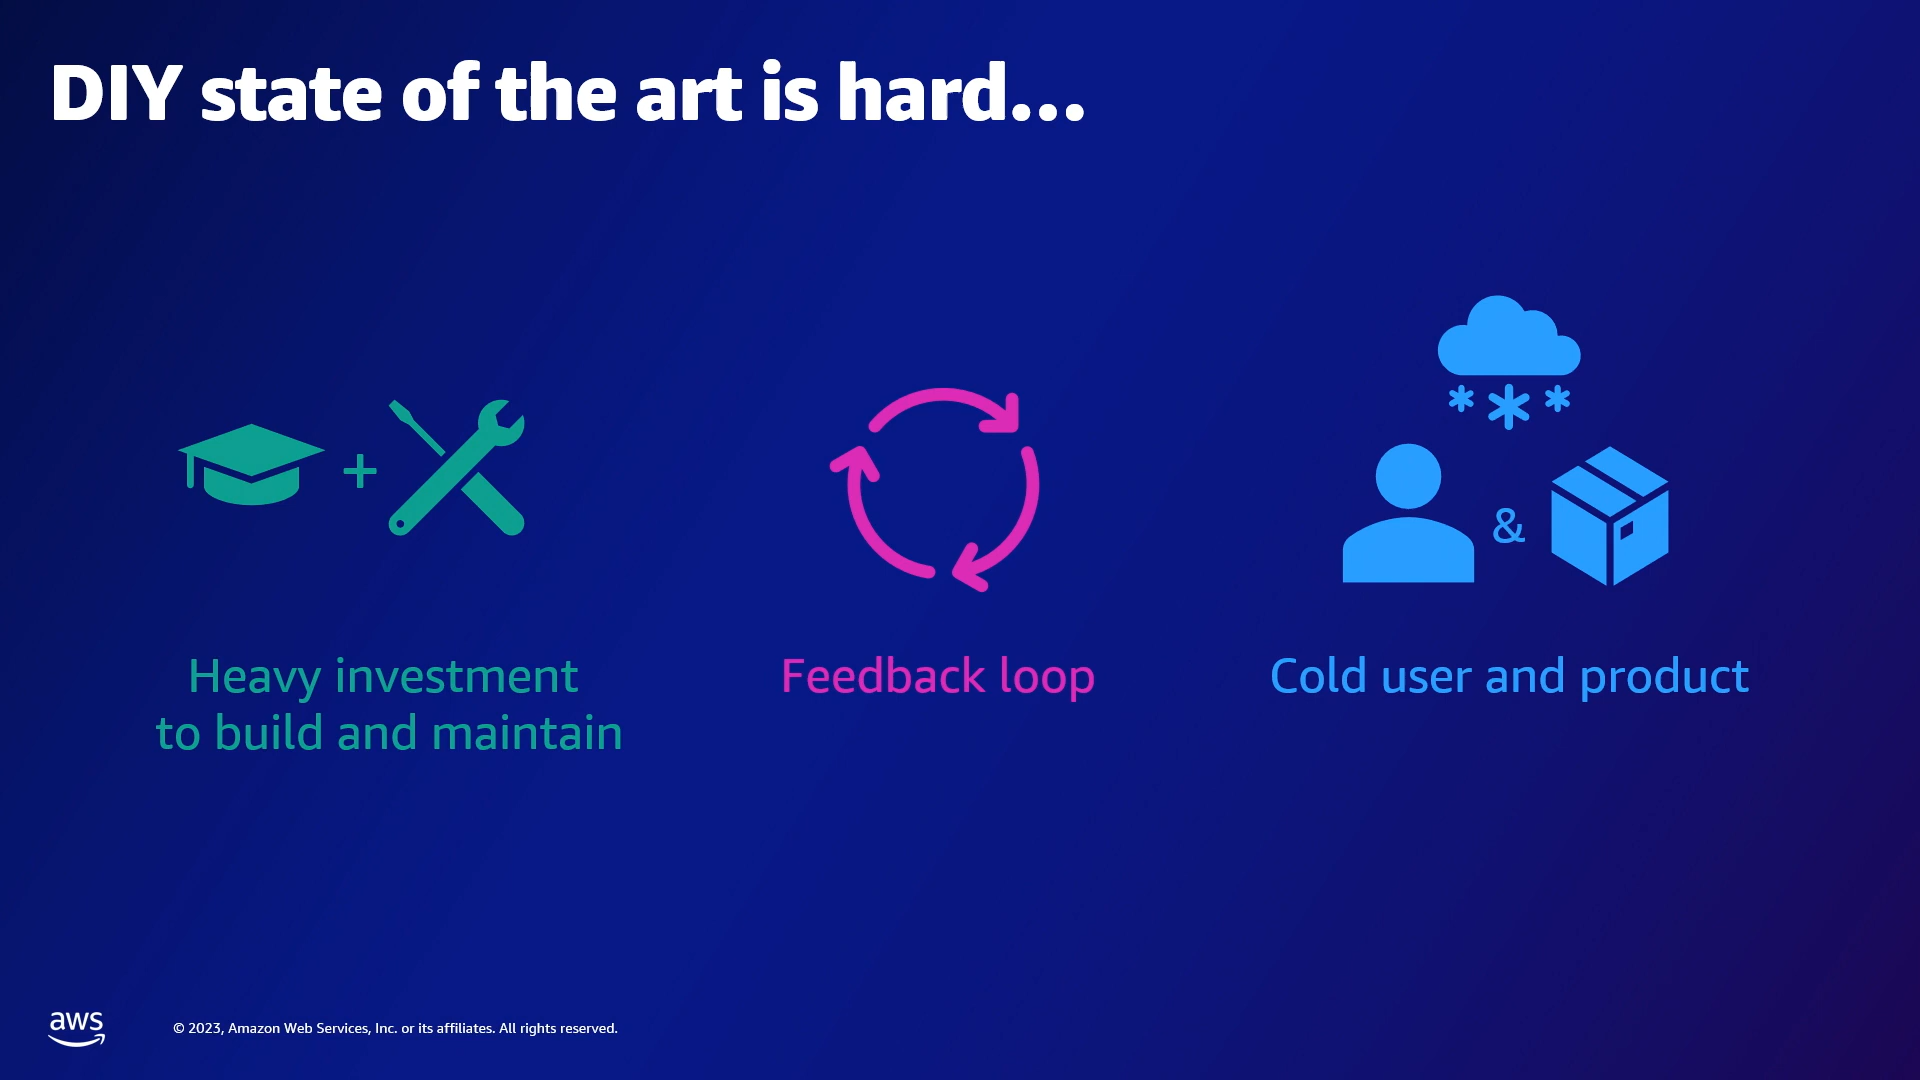 DIY state of the art is hard...
+
&
Heavy investment
to build and maintain
Feedback loop
Cold user and product
aws
© 2023, Amazon Web Services, Inc. or its affiliates. All rights reserved.